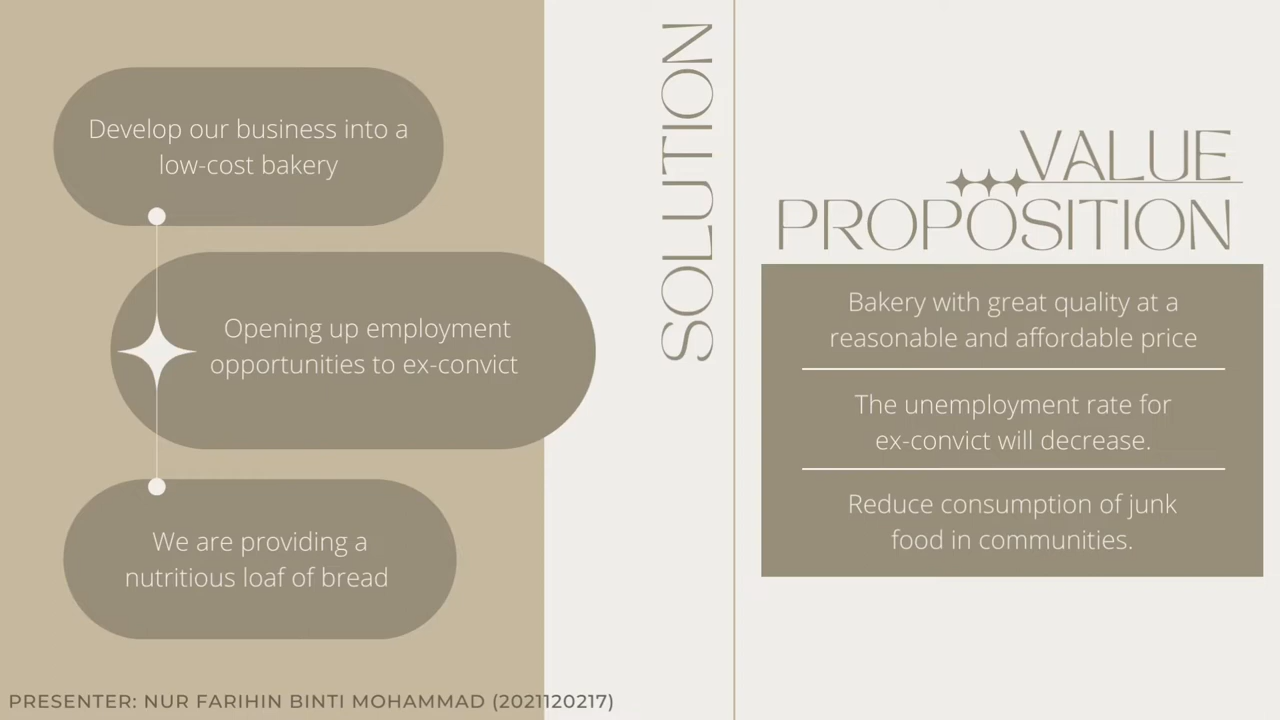 Develop our business into a
low-cost bakery
Opening up employment
opportunities to ex-convict
We are providing a
nutritious loaf of bread
SOLUTION
VALUE
PROPOSITION
Bakery with great quality at a
reasonable and affordable price
The unemployment rate for
ex-convict will decrease.
Reduce consumption of junk
food in communities.
PRESENTER: NUR FARIHIN BINTI MOHAMMAD (2021120217)